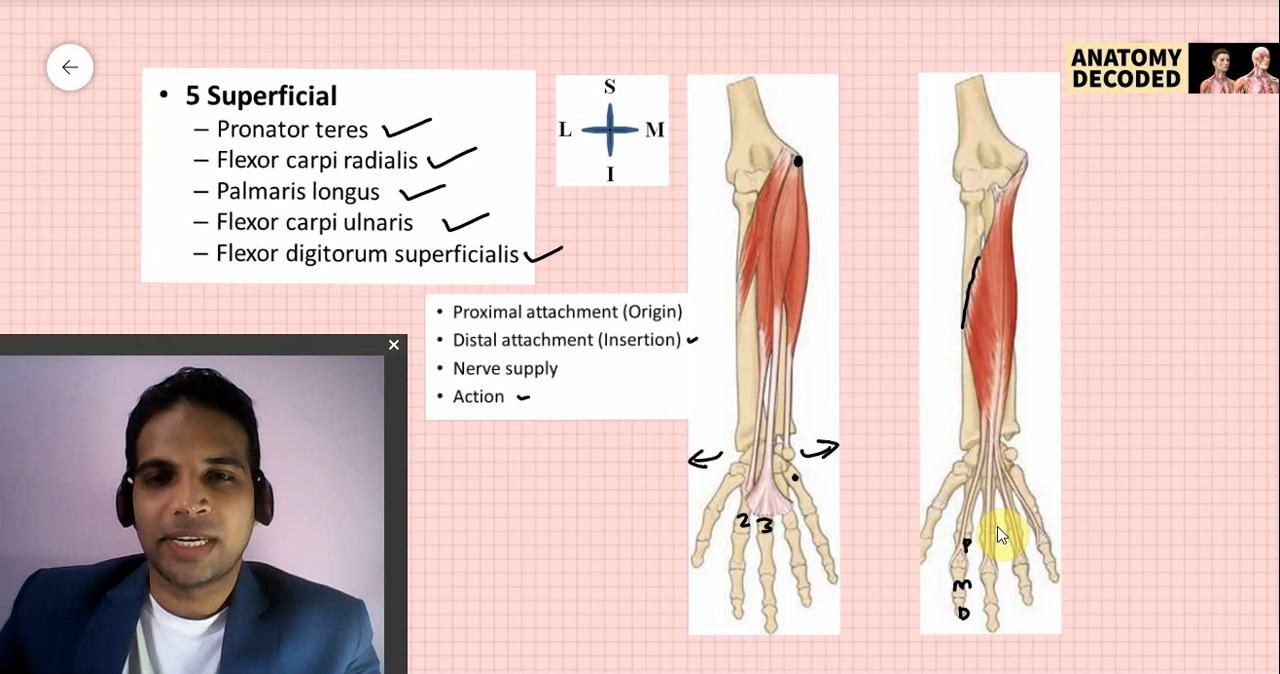 • 5 Superficial
– Pronator teres
– Flexor carpi radialis
– Palmaris longus
– Flexor carpi ulnaris
– Flexor digitorum superficialis
S
L M
I
ANATOMY
DECODED
• Proximal attachment (Origin)
• Distal attachment (Insertion)
• Nerve supply
• Action
2 3
P
M
D